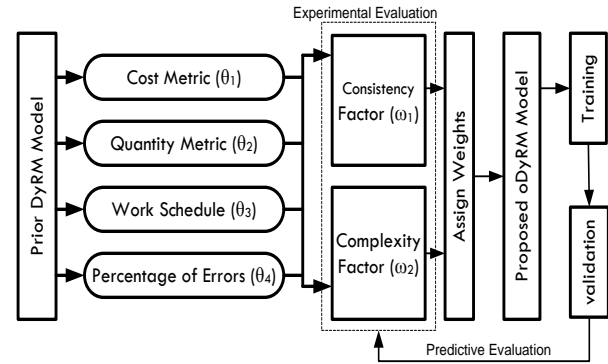 Experimental Evaluation
Prior DyRM Model
Cost Metric (θ1)
Quantity Metric (θ2)
Work Schedule (θ3)
Percentage of Errors (θ4)
Consistency
Factor (ω1)
Complexity
Factor (ω2)
Assign Weights
Proposed oDyRM Model
Training
validation
Predictive Evaluation